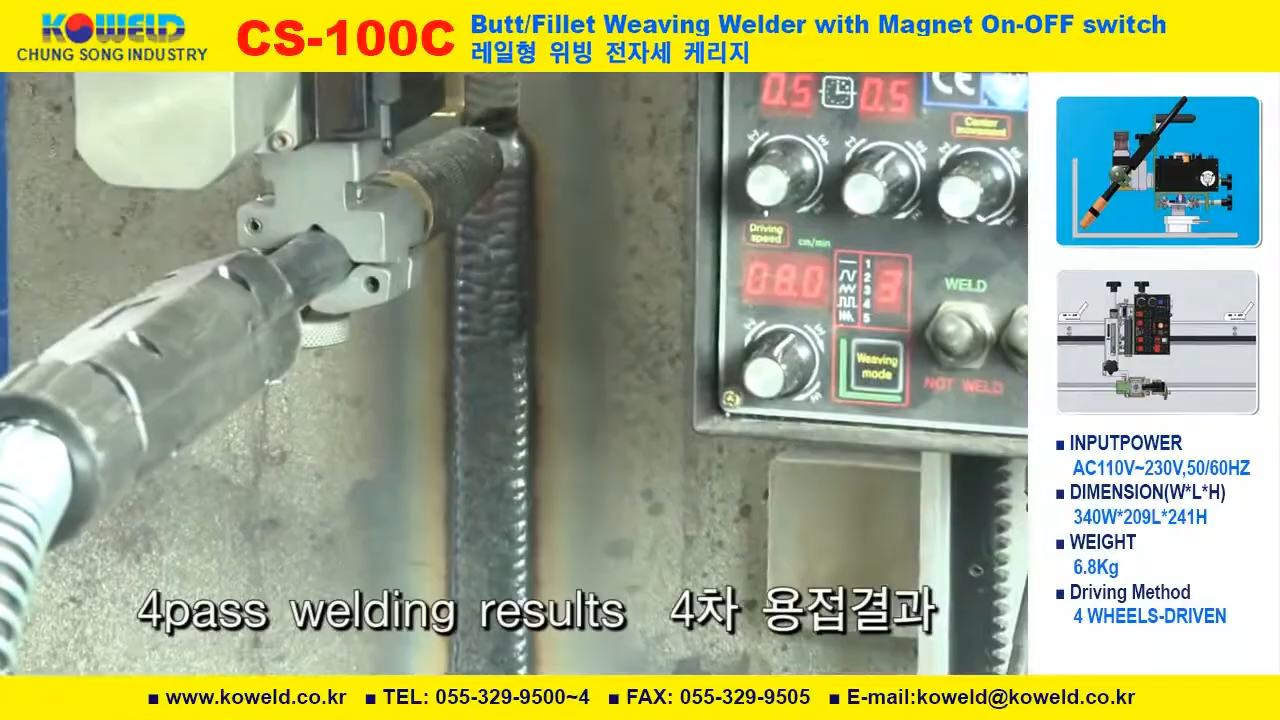 KOWELD
CHUNG SONG INDUSTRY
CS-100C
Butt/Fillet Weaving Welder with Magnet On-OFF switch
레일형 위빙 전자세 케리지
0.5 0.5
CE
Center movement
Driving speed
cm/min
08.0
1
2
3
4
5
3
WELD
Weaving mode
NOT WELD
■ INPUTPOWER
AC110V~230V,50/60HZ
■ DIMENSION(W*L*H)
340W*209L*241H
■ WEIGHT
6.8Kg
■ Driving Method
4 WHEELS-DRIVEN
4pass welding results 4차 용접결과
■ www.koweld.co.kr ■ TEL: 055-329-9500~4 ■ FAX: 055-329-9505 ■ E-mail:koweld@koweld.co.kr